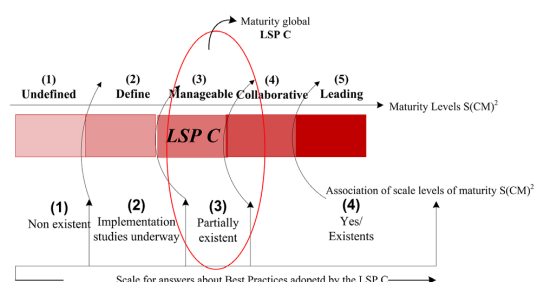 Maturity global
LSP C
(1) (2) (3) (4) (5)
Undefined Define Manageable Collaborative Leading
Maturity Levels S(CM)²
LSP C
Association of scale levels of maturity S(CM)²
(1) (2) (3) (4)
Non existent Implementation Partially Yes/
studies underway existent Existents
Scale for answers about Best Practices adopetd by the LSP C